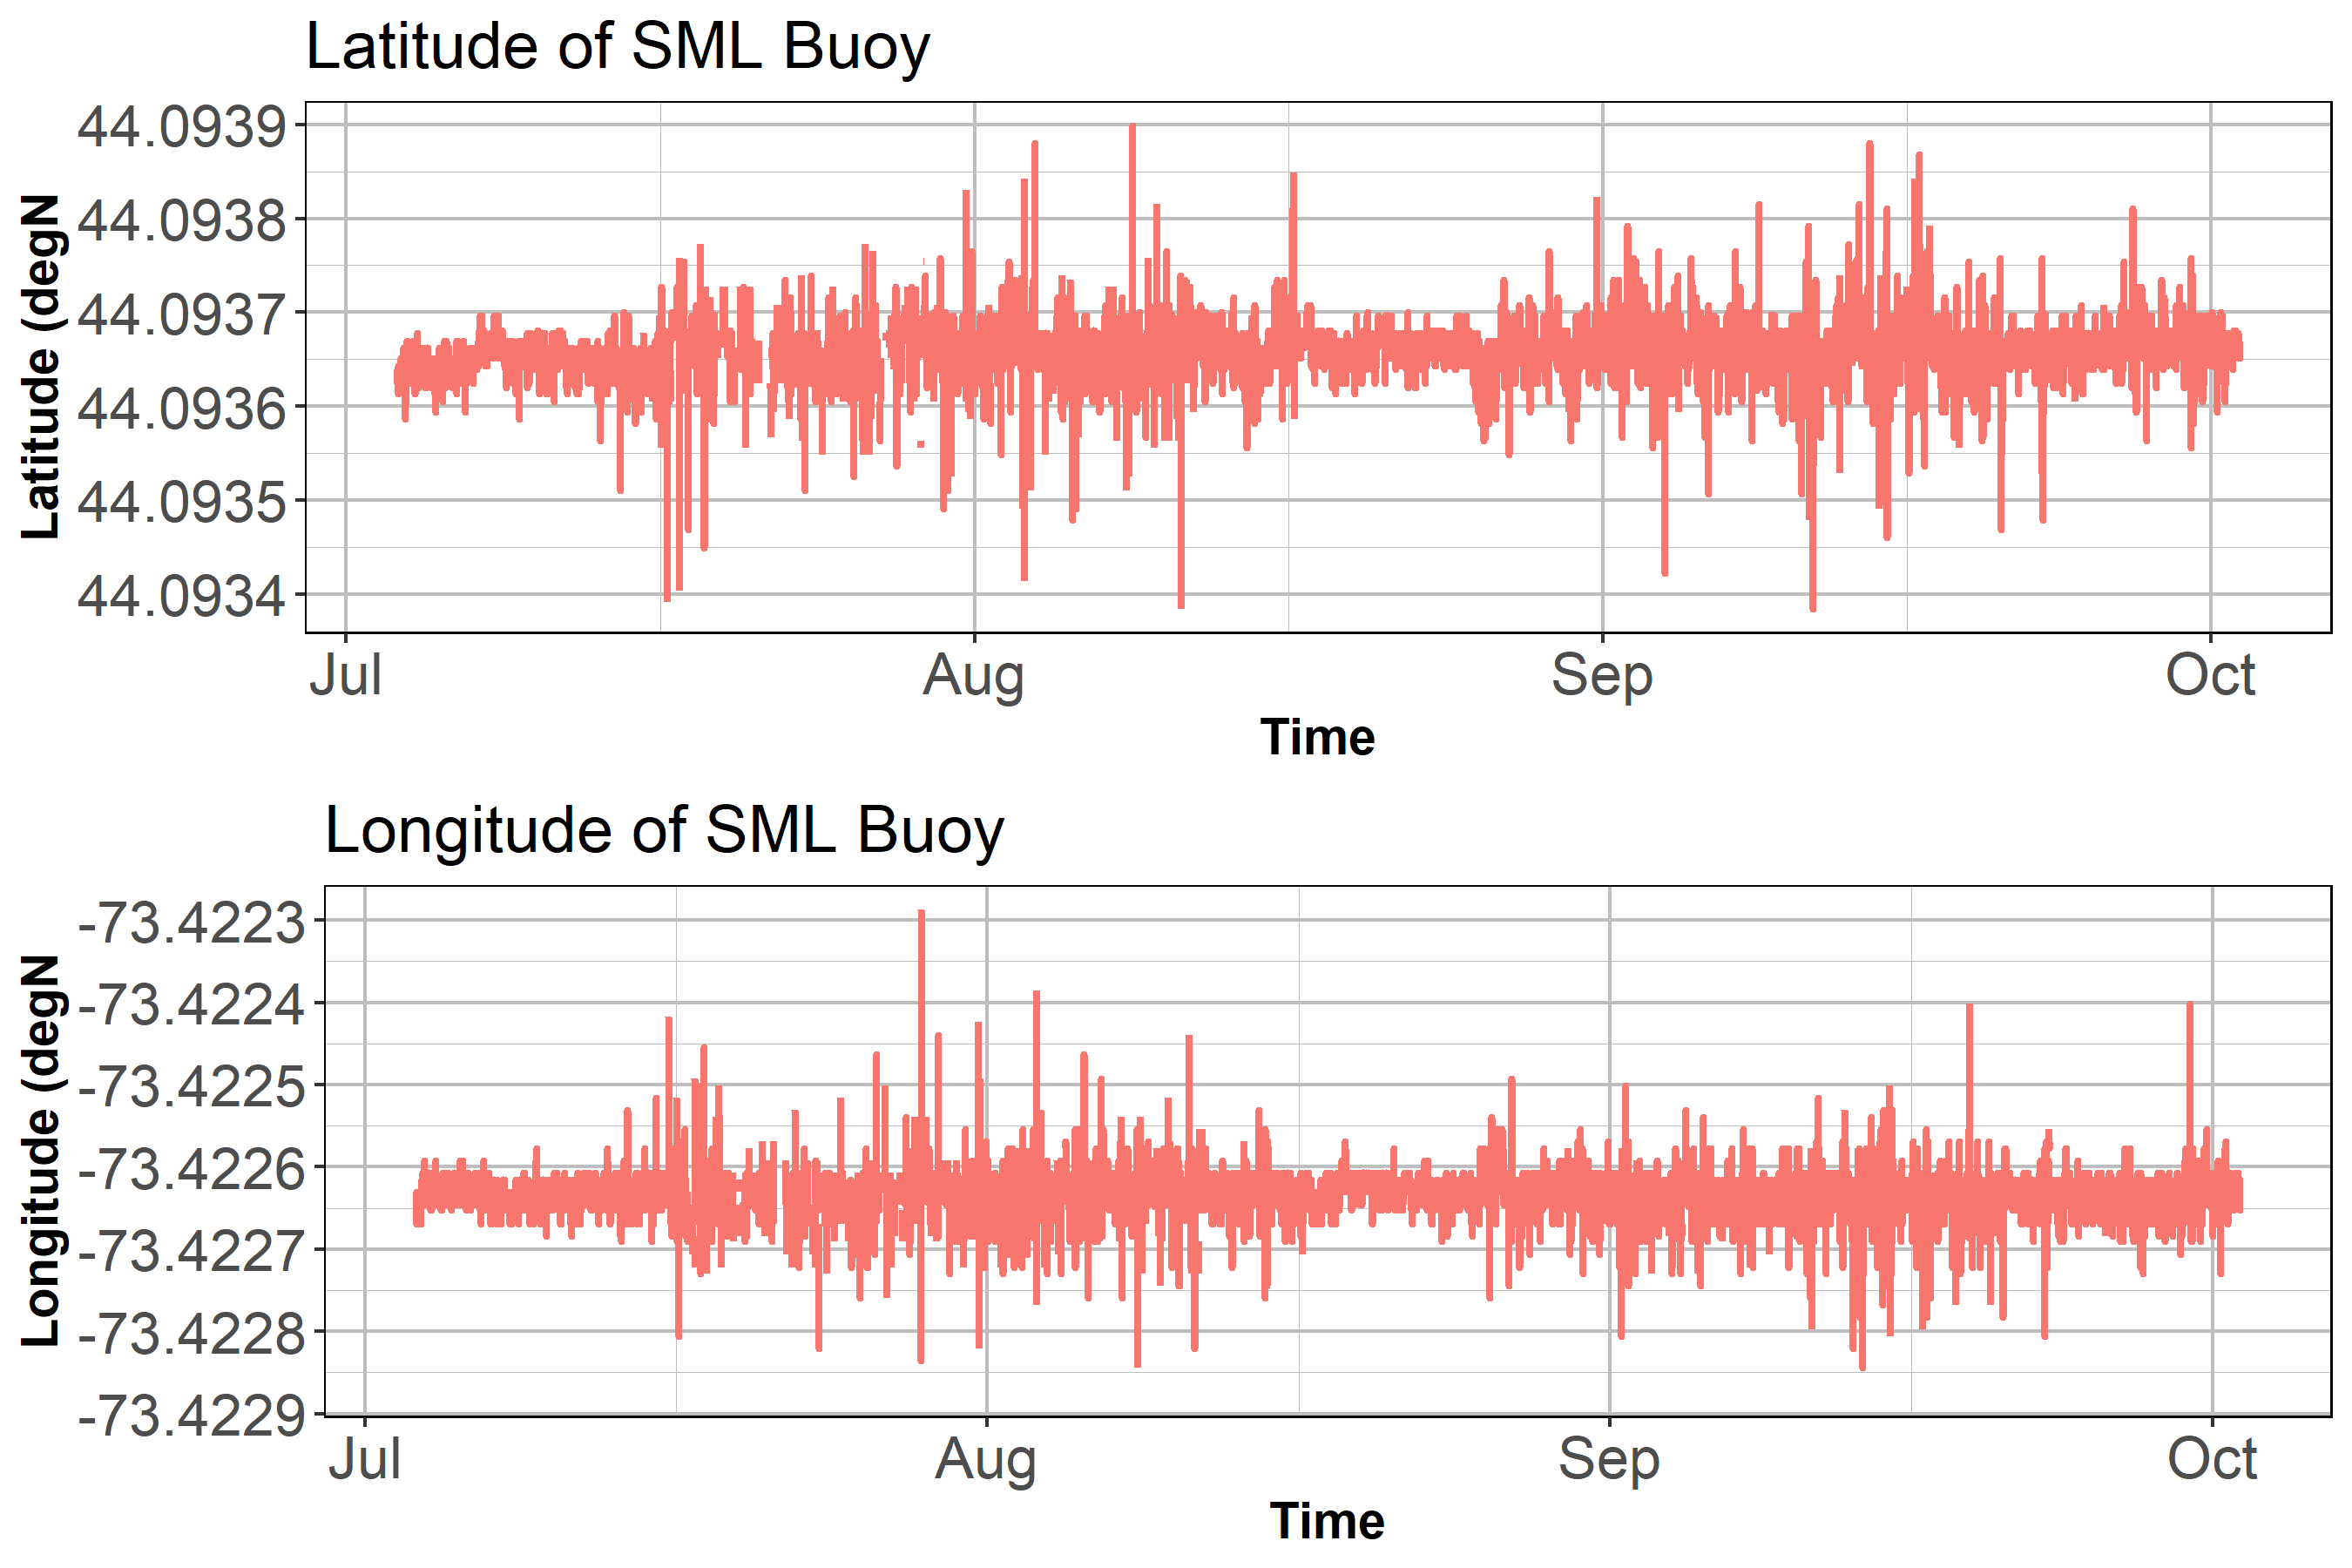 Latitude of SML Buoy
44.0939
44.0938
44.0937
44.0936
44.0935
44.0934
Latitude (degN
Jul Aug Sep Oct
Time
Longitude of SML Buoy
-73.4223
-73.4224
-73.4225
-73.4226
-73.4227
-73.4228
-73.4229
Longitude (degN
Jul Aug Sep Oct
Time